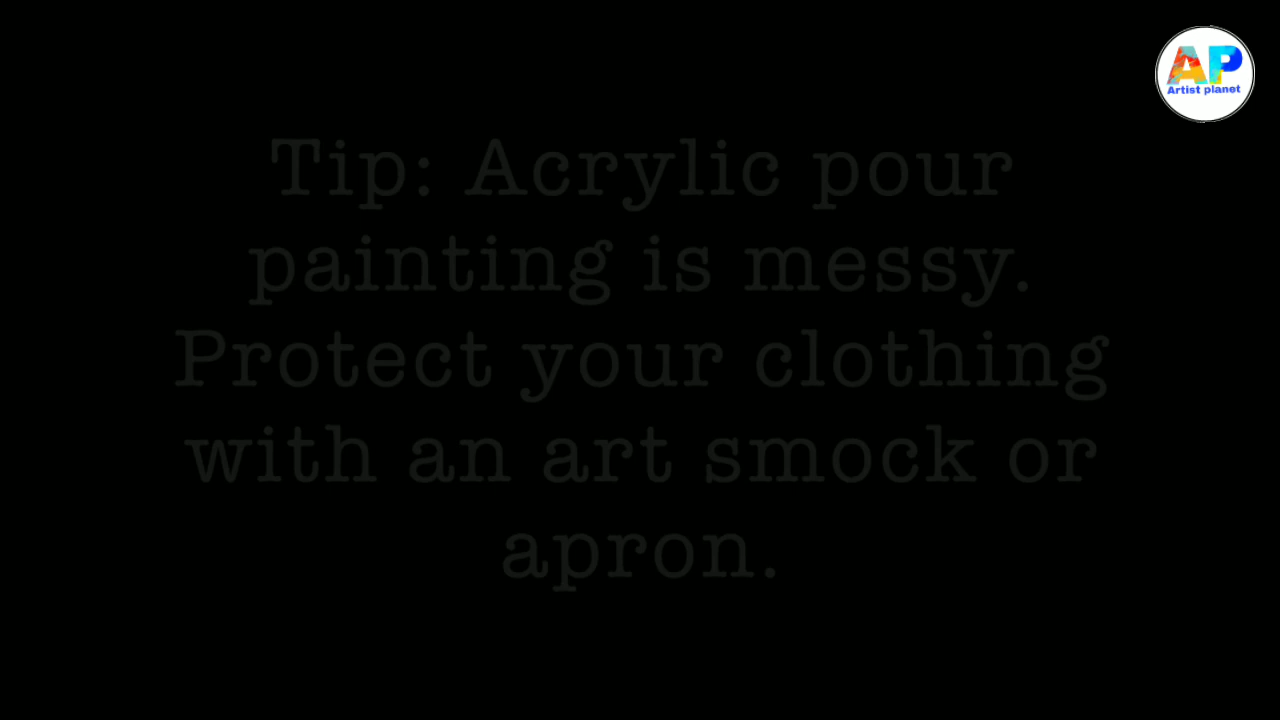 AP
Artist planet
Tip: Acrylic pour
painting is messy.
Protect your clothing
with an art smock or
apron.